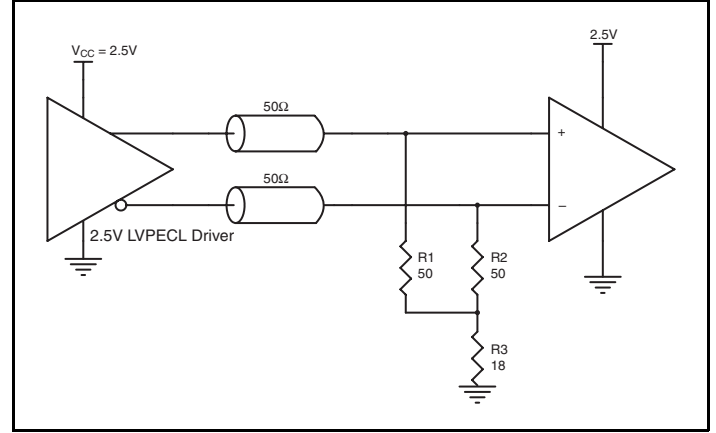 V_CC = 2.5V
2.5V
50Ω
+
50Ω
–
2.5V LVPECL Driver
R1
50
R2
50
R3
18